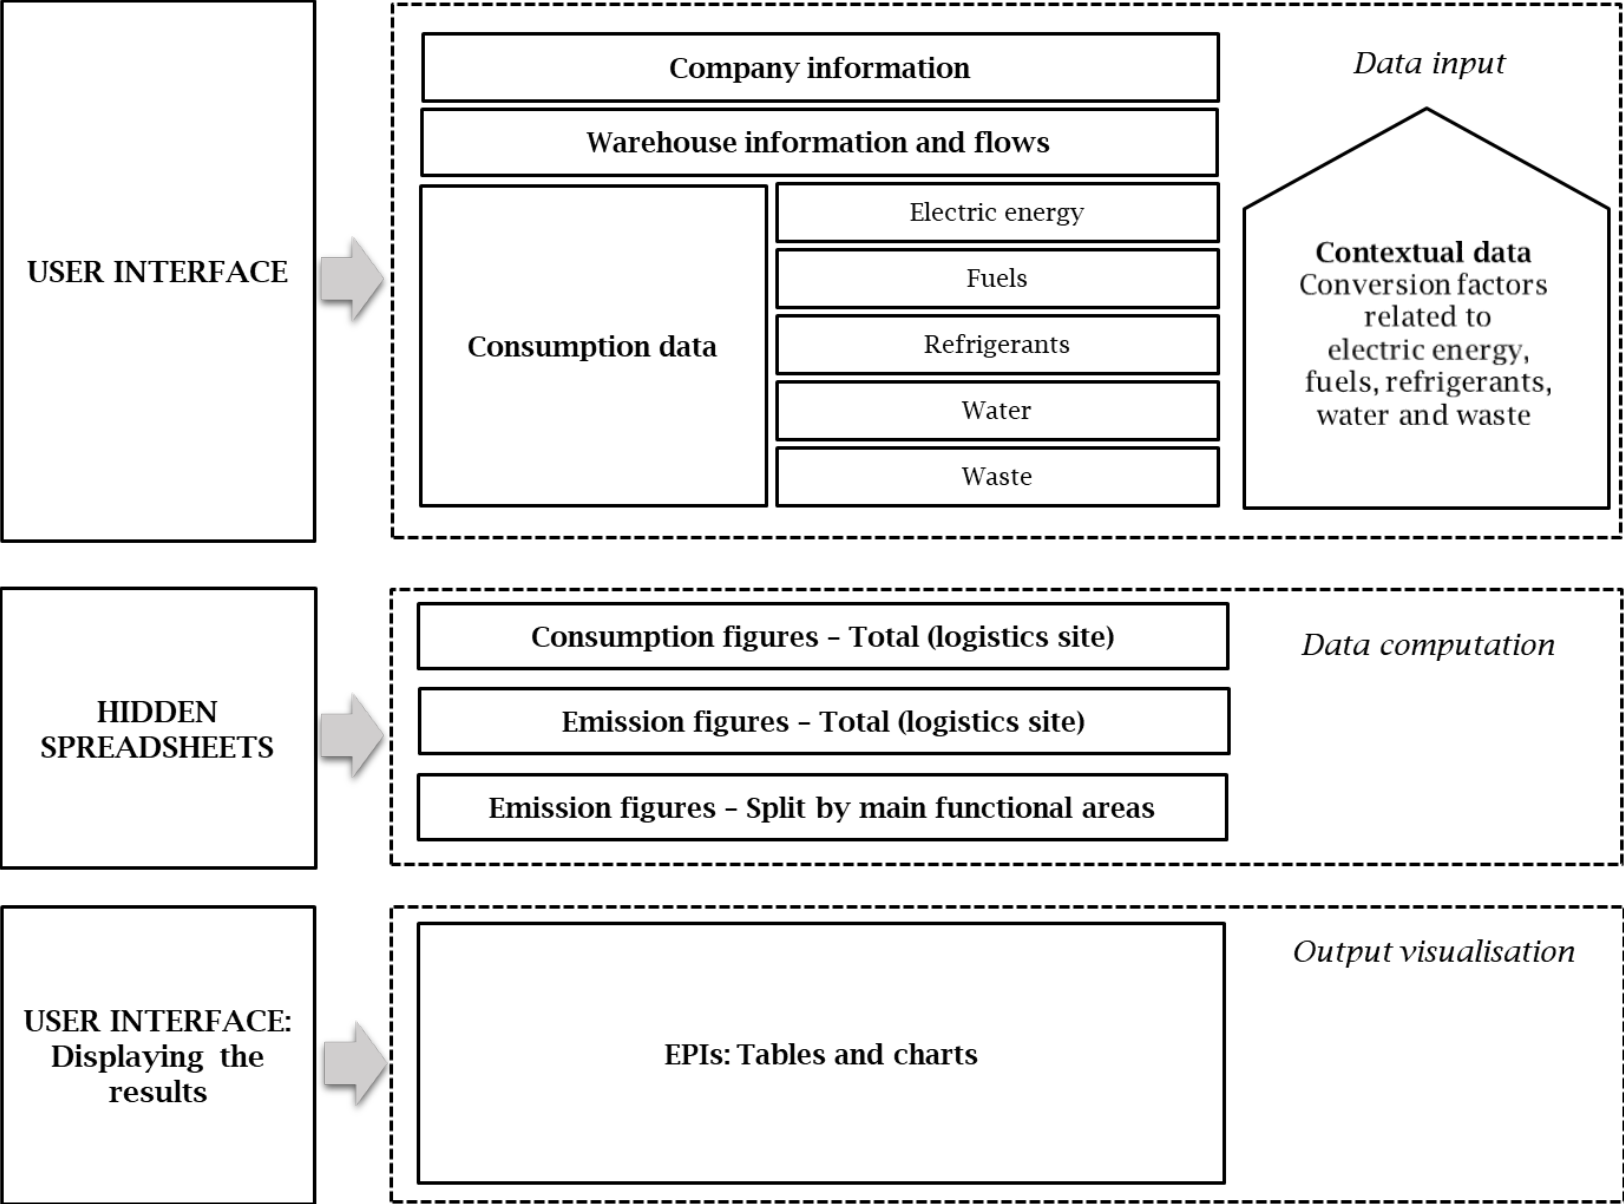 USER INTERFACE
Company information
Warehouse information and flows
Consumption data
Electric energy
Fuels
Refrigerants
Water
Waste
Data input
Contextual data
Conversion factors
related to
electric energy,
fuels, refrigerants,
water and waste
HIDDEN
SPREADSHEETS
Consumption figures – Total (logistics site)
Emission figures – Total (logistics site)
Emission figures – Split by main functional areas
Data computation
USER INTERFACE:
Displaying the
results
EPIs: Tables and charts
Output visualisation